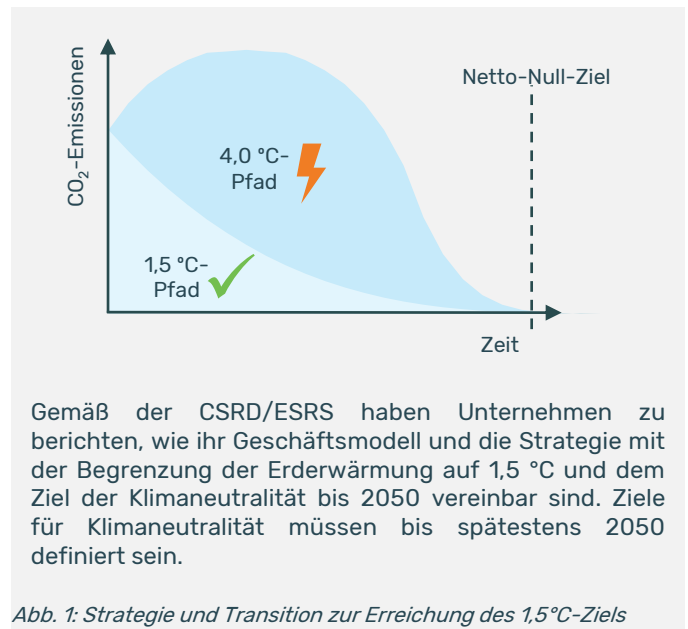 CO₂-Emissionen
Netto-Null-Ziel
4,0 °C-
Pfad
1,5 °C-
Pfad
Zeit
Gemäß der CSRD/ESRS haben Unternehmen zu
berichten, wie ihr Geschäftsmodell und die Strategie mit
der Begrenzung der Erderwärmung auf 1,5 °C und dem
Ziel der Klimaneutralität bis 2050 vereinbar sind. Ziele
für Klimaneutralität müssen bis spätestens 2050
definiert sein.
Abb. 1: Strategie und Transition zur Erreichung des 1,5°C-Ziels